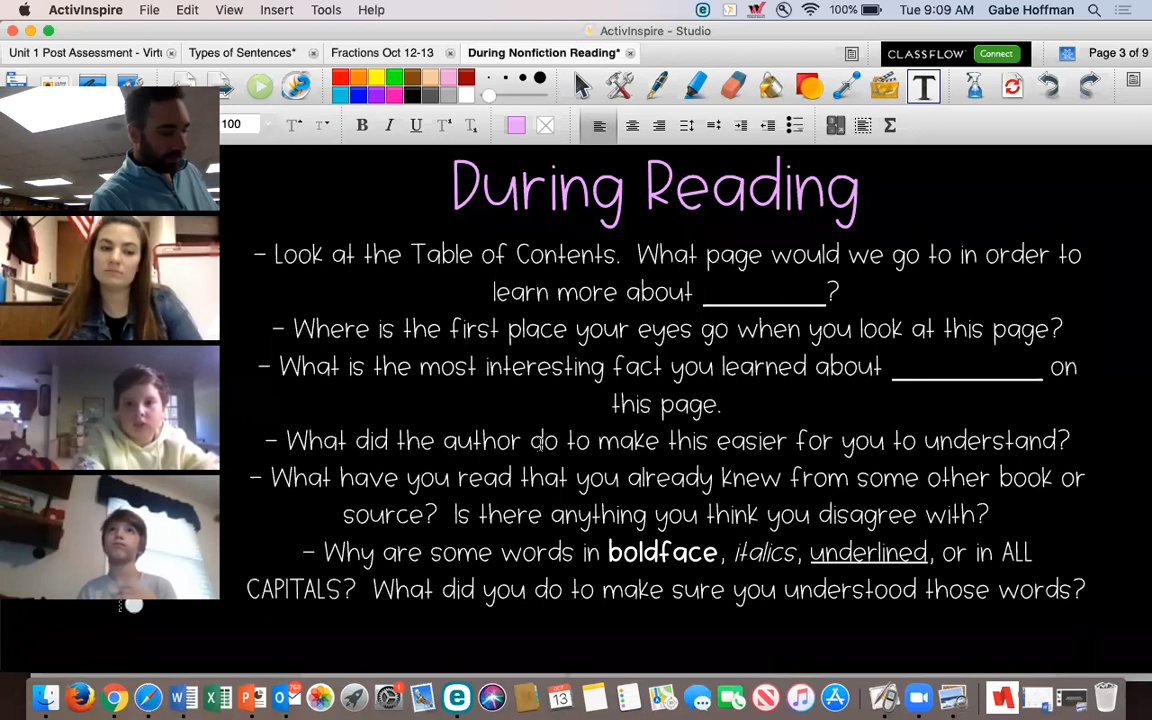 ActivInspire File Edit View Insert Tools Help 100% Tue 9:09 AM Gabe Hoffman
ActivInspire - Studio
Unit 1 Post Assessment - Virtu Types of Sentences* Fractions Oct 12-13 During Nonfiction Reading* CLASSFLOW Connect Page 3 of 9
T
100 B I U
During Reading
- Look at the Table of Contents. What page would we go to in order to
learn more about __________?
- Where is the first place your eyes go when you look at this page?
- What is the most interesting fact you learned about ____________ on
this page.
- What did the author do to make this easier for you to understand?
- What have you read that you already knew from some other book or
source? Is there anything you think you disagree with?
- Why are some words in boldface, italics, underlined, or in ALL
CAPITALS? What did you do to make sure you understood those words?
OCT
13